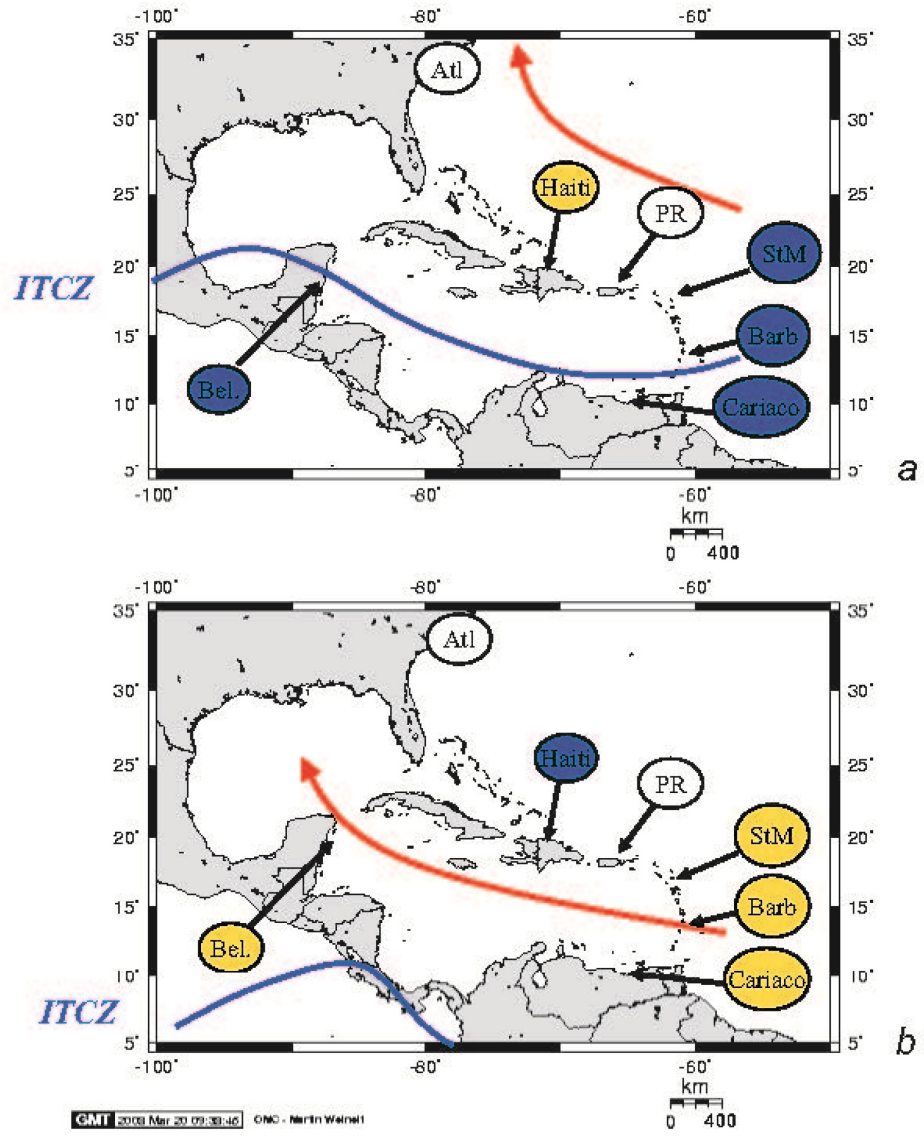 -100° -80° -60°
35° 35°
Atl
30° 30°
25° Haiti 25°
PR
StM
20° 20°
ITCZ
15° Barb 15°
Bel.
10° Cariaco 10°
5° 5°
a
-100° -80° -60°
km
0 400
-100° -80° -60°
35° 35°
Atl
30° 30°
25° Haiti 25°
PR
20° StM 20°
15° Barb 15°
Bel.
10° Cariaco 10°
ITCZ
5° 5°
b
-100° -80° -60°
km
0 400
GMT 2003 Mar 20 09:39:46 OMC - Martin Weinelt